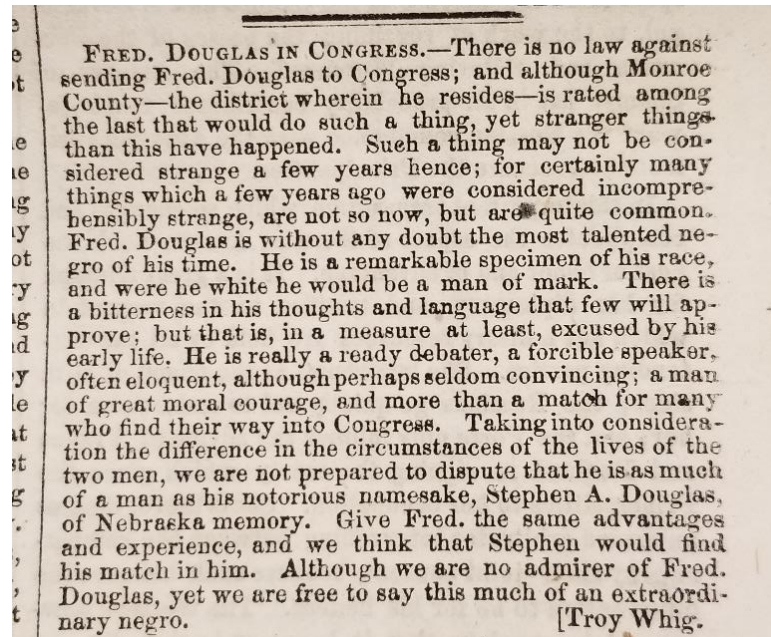 FRED. DOUGLAS IN CONGRESS.—There is no law against
sending Fred. Douglas to Congress; and although Monroe
County—the district wherein he resides—is rated among
the last that would do such a thing, yet stranger things
than this have happened. Such a thing may not be con-
sidered strange a few years hence; for certainly many
things which a few years ago were considered incompre-
hensibly strange, are not so now, but are quite common.
Fred. Douglas is without any doubt the most talented ne-
gro of his time. He is a remarkable specimen of his race,
and were he white he would be a man of mark. There is
a bitterness in his thoughts and language that few will ap-
prove; but that is, in a measure at least, excused by his
early life. He is really a ready debater, a forcible speaker,
often eloquent, although perhaps seldom convincing; a man
of great moral courage, and more than a match for many
who find their way into Congress. Taking into considera-
tion the difference in the circumstances of the lives of the
two men, we are not prepared to dispute that he is as much
of a man as his notorious namesake, Stephen A. Douglas,
of Nebraska memory. Give Fred. the same advantages
and experience, and we think that Stephen would find
his match in him. Although we are no admirer of Fred.
Douglas, yet we are free to say this much of an extraordi-
nary negro. [Troy Whig.